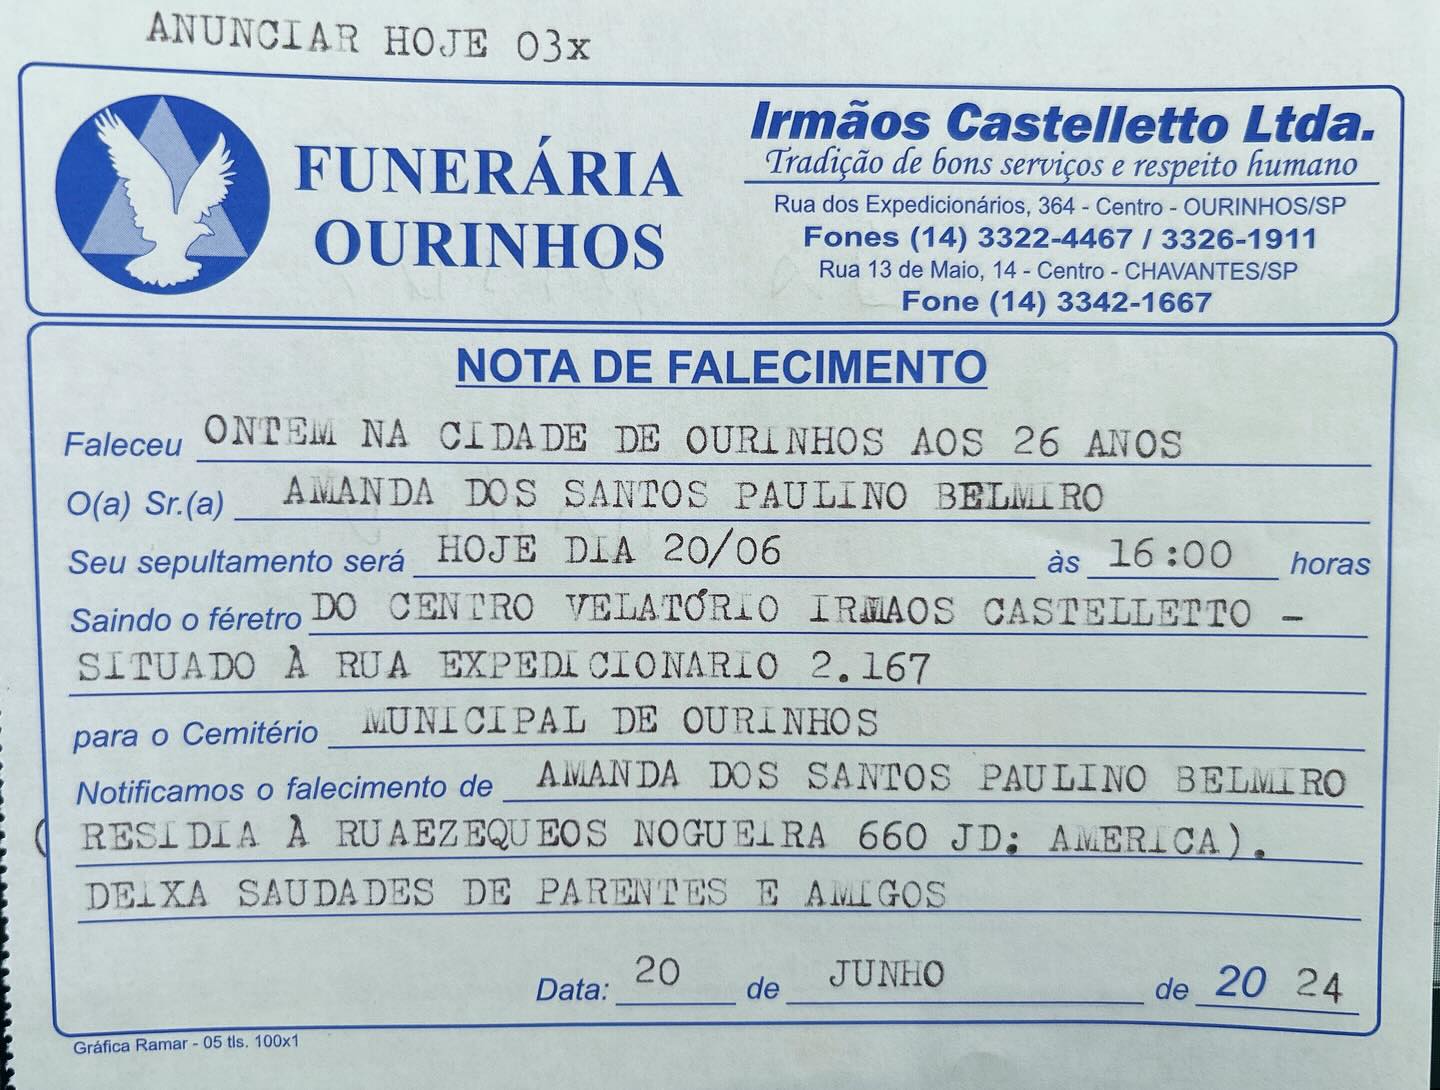 ANUNCIAR HOJE 03x
FUNERÁRIA
OURINHOS
Irmãos Castelletto Ltda.
Tradição de bons serviços e respeito humano
Rua dos Expedicionários, 364 - Centro - OURINHOS/SP
Fones (14) 3322-4467 / 3326-1911
Rua 13 de Maio, 14 - Centro - CHAVANTES/SP
Fone (14) 3342-1667
NOTA DE FALECIMENTO
Faleceu ONTEM NA CIDADE DE OURINHOS AOS 26 ANOS
O(a) Sr.(a) AMANDA DOS SANTOS PAULINO BELMIRO
Seu sepultamento será HOJE DIA 20/06 às 16:00 horas
Saindo o féretro DO CENTRO VELATÓRIO IRMAOS CASTELLETTO -
SITUADO À RUA EXPEDICIONARIO 2.167
para o Cemitério MUNICIPAL DE OURINHOS
Notificamos o falecimento de AMANDA DOS SANTOS PAULINO BELMIRO
(RESIDIA À RUAEZEQUEOS NOGUEIRA 660 JD: AMERICA).
DEIXA SAUDADES DE PARENTES E AMIGOS
Data: 20 de JUNHO de 20 24
Gráfica Ramar - 05 tls. 100x1